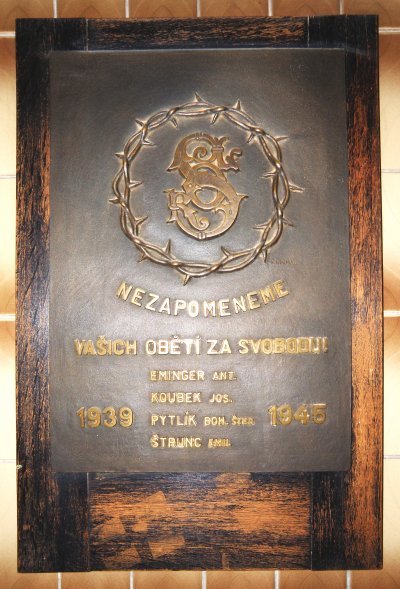 NEZAPOMENEME
VAŠICH OBĚTÍ ZA SVOBODU!
EMINGER ANT.
KOUBEK JOS.
1939 PYTLÍK BOH. ŠTĚP. 1945
ŠTRUNC EMIL